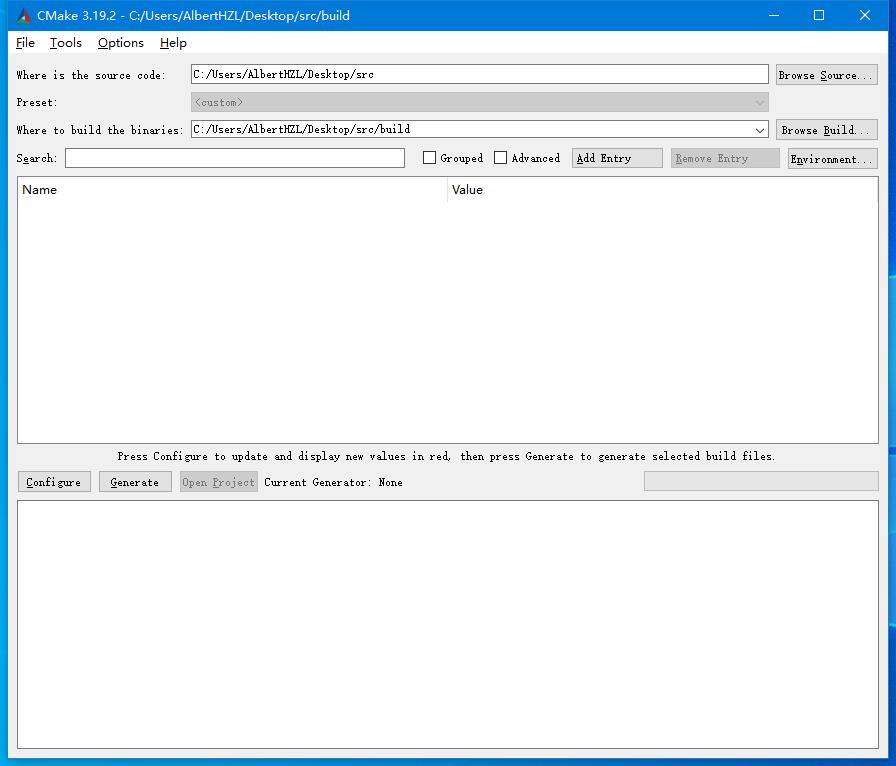 CMake 3.19.2 - C:/Users/AlbertHZL/Desktop/src/build
File Tools Options Help
Where is the source code: C:/Users/AlbertHZL/Desktop/src Browse Source...
Preset: <custom>
Where to build the binaries: C:/Users/AlbertHZL/Desktop/src/build Browse Build...
Search: Grouped Advanced Add Entry Remove Entry Environment...
Name Value
Press Configure to update and display new values in red, then press Generate to generate selected build files.
Configure Generate Open Project Current Generator: None